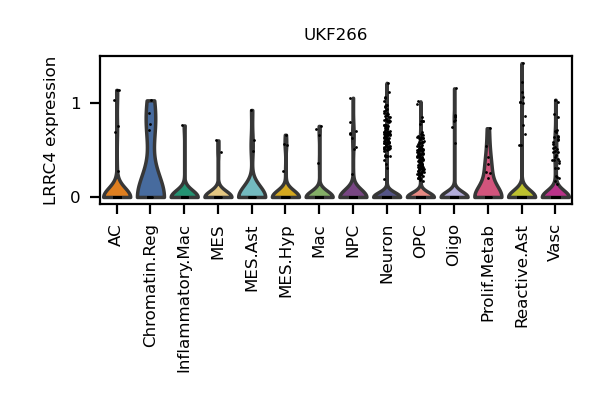 UKF266
LRRC4 expression
1
0
AC
Chromatin.Reg
Inflammatory.Mac
MES
MES.Ast
MES.Hyp
Mac
NPC
Neuron
OPC
Oligo
Prolif.Metab
Reactive.Ast
Vasc